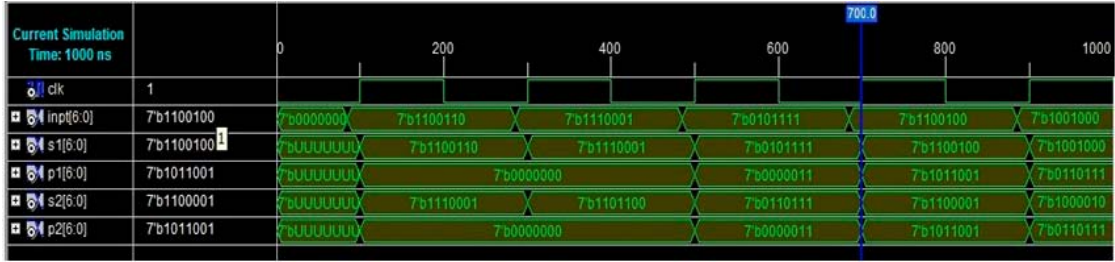 700.0
Current Simulation
Time: 1000 ns
0 200 400 600 800 1000
clk 1
inpt[6:0] 7'b1100100 7'b0000000 7'b1100110 7'b1110001 7'b0101111 7'b1100100 7'b1001000
s1[6:0] 7'b1100100 1 7'bUUUUUUU 7'b1100110 7'b1110001 7'b0101111 7'b1100100 7'b1001000
p1[6:0] 7'b1011001 7'bUUUUUUU 7'b0000000 7'b0000011 7'b1011001 7'b0110111
s2[6:0] 7'b1100001 7'bUUUUUUU 7'b1110001 7'b1101100 7'b0110111 7'b1100001 7'b1000010
p2[6:0] 7'b1011001 7'bUUUUUUU 7'b0000000 7'b0000011 7'b1011001 7'b0110111